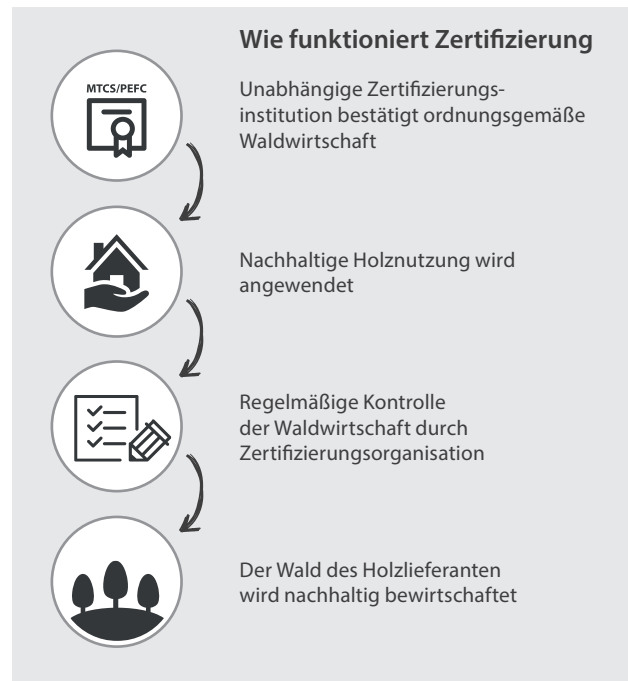 Wie funktioniert Zertifizierung
MTCS/PEFC
Unabhängige Zertifizierungs-
institution bestätigt ordnungsgemäße
Waldwirtschaft
Nachhaltige Holznutzung wird
angewendet
Regelmäßige Kontrolle
der Waldwirtschaft durch
Zertifizierungsorganisation
Der Wald des Holzlieferanten
wird nachhaltig bewirtschaftet